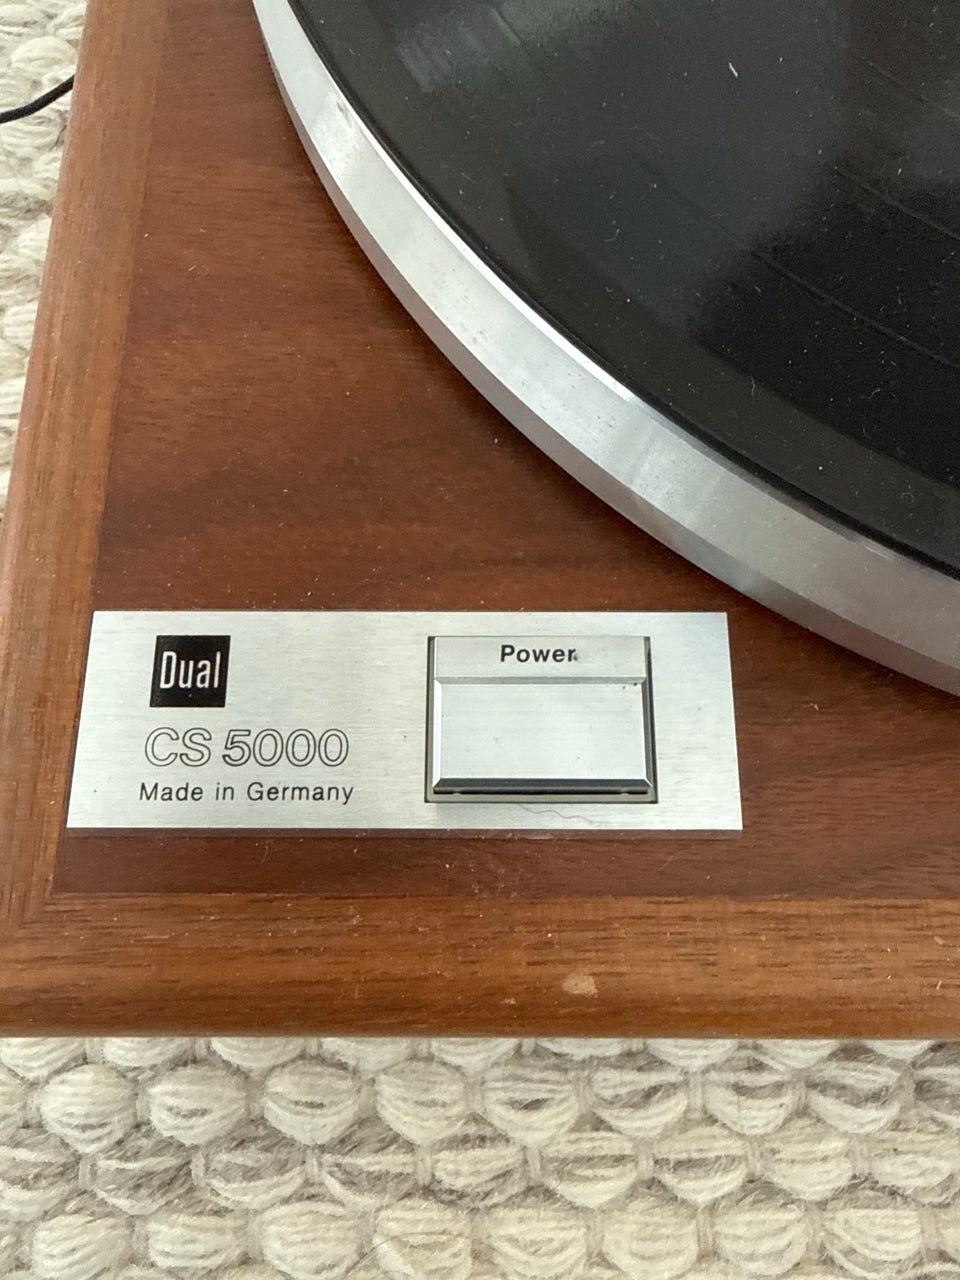 Dual
CS 5000
Made in Germany
Power